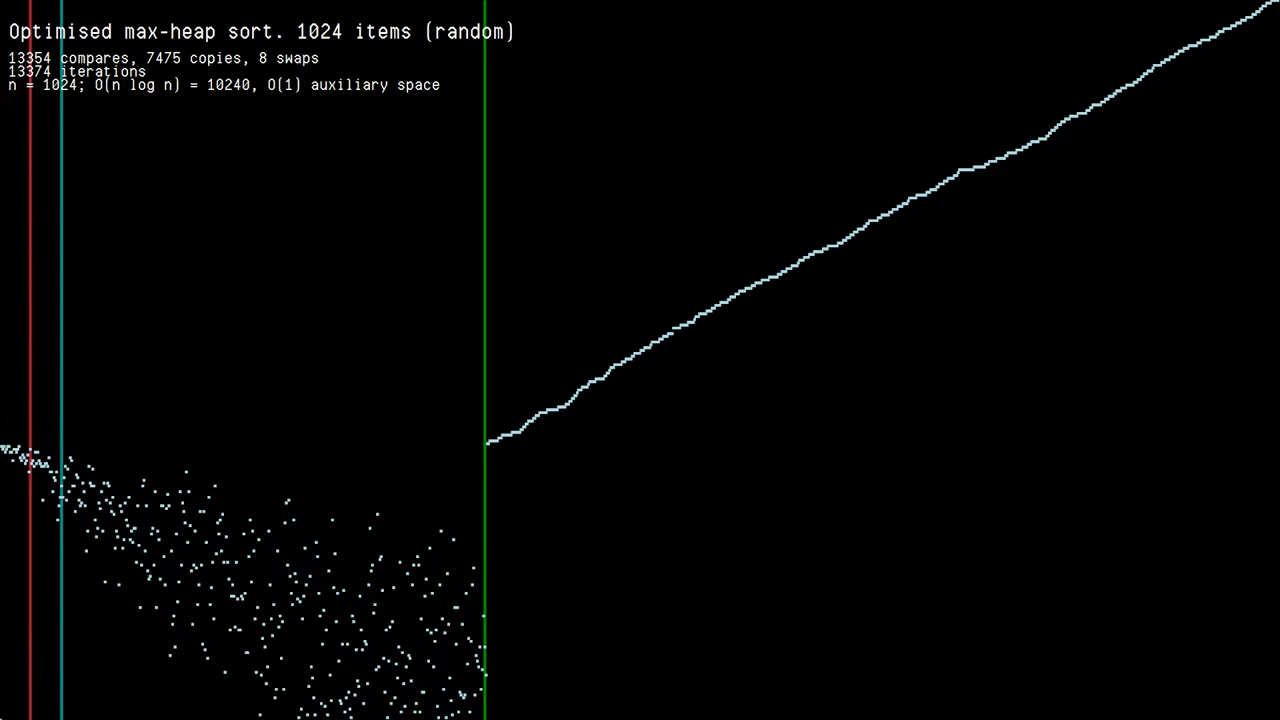 Optimised max-heap sort. 1024 items (random)
13354 compares, 7475 copies, 8 swaps
13374 iterations
n = 1024; O(n log n) = 10240, O(1) auxiliary space